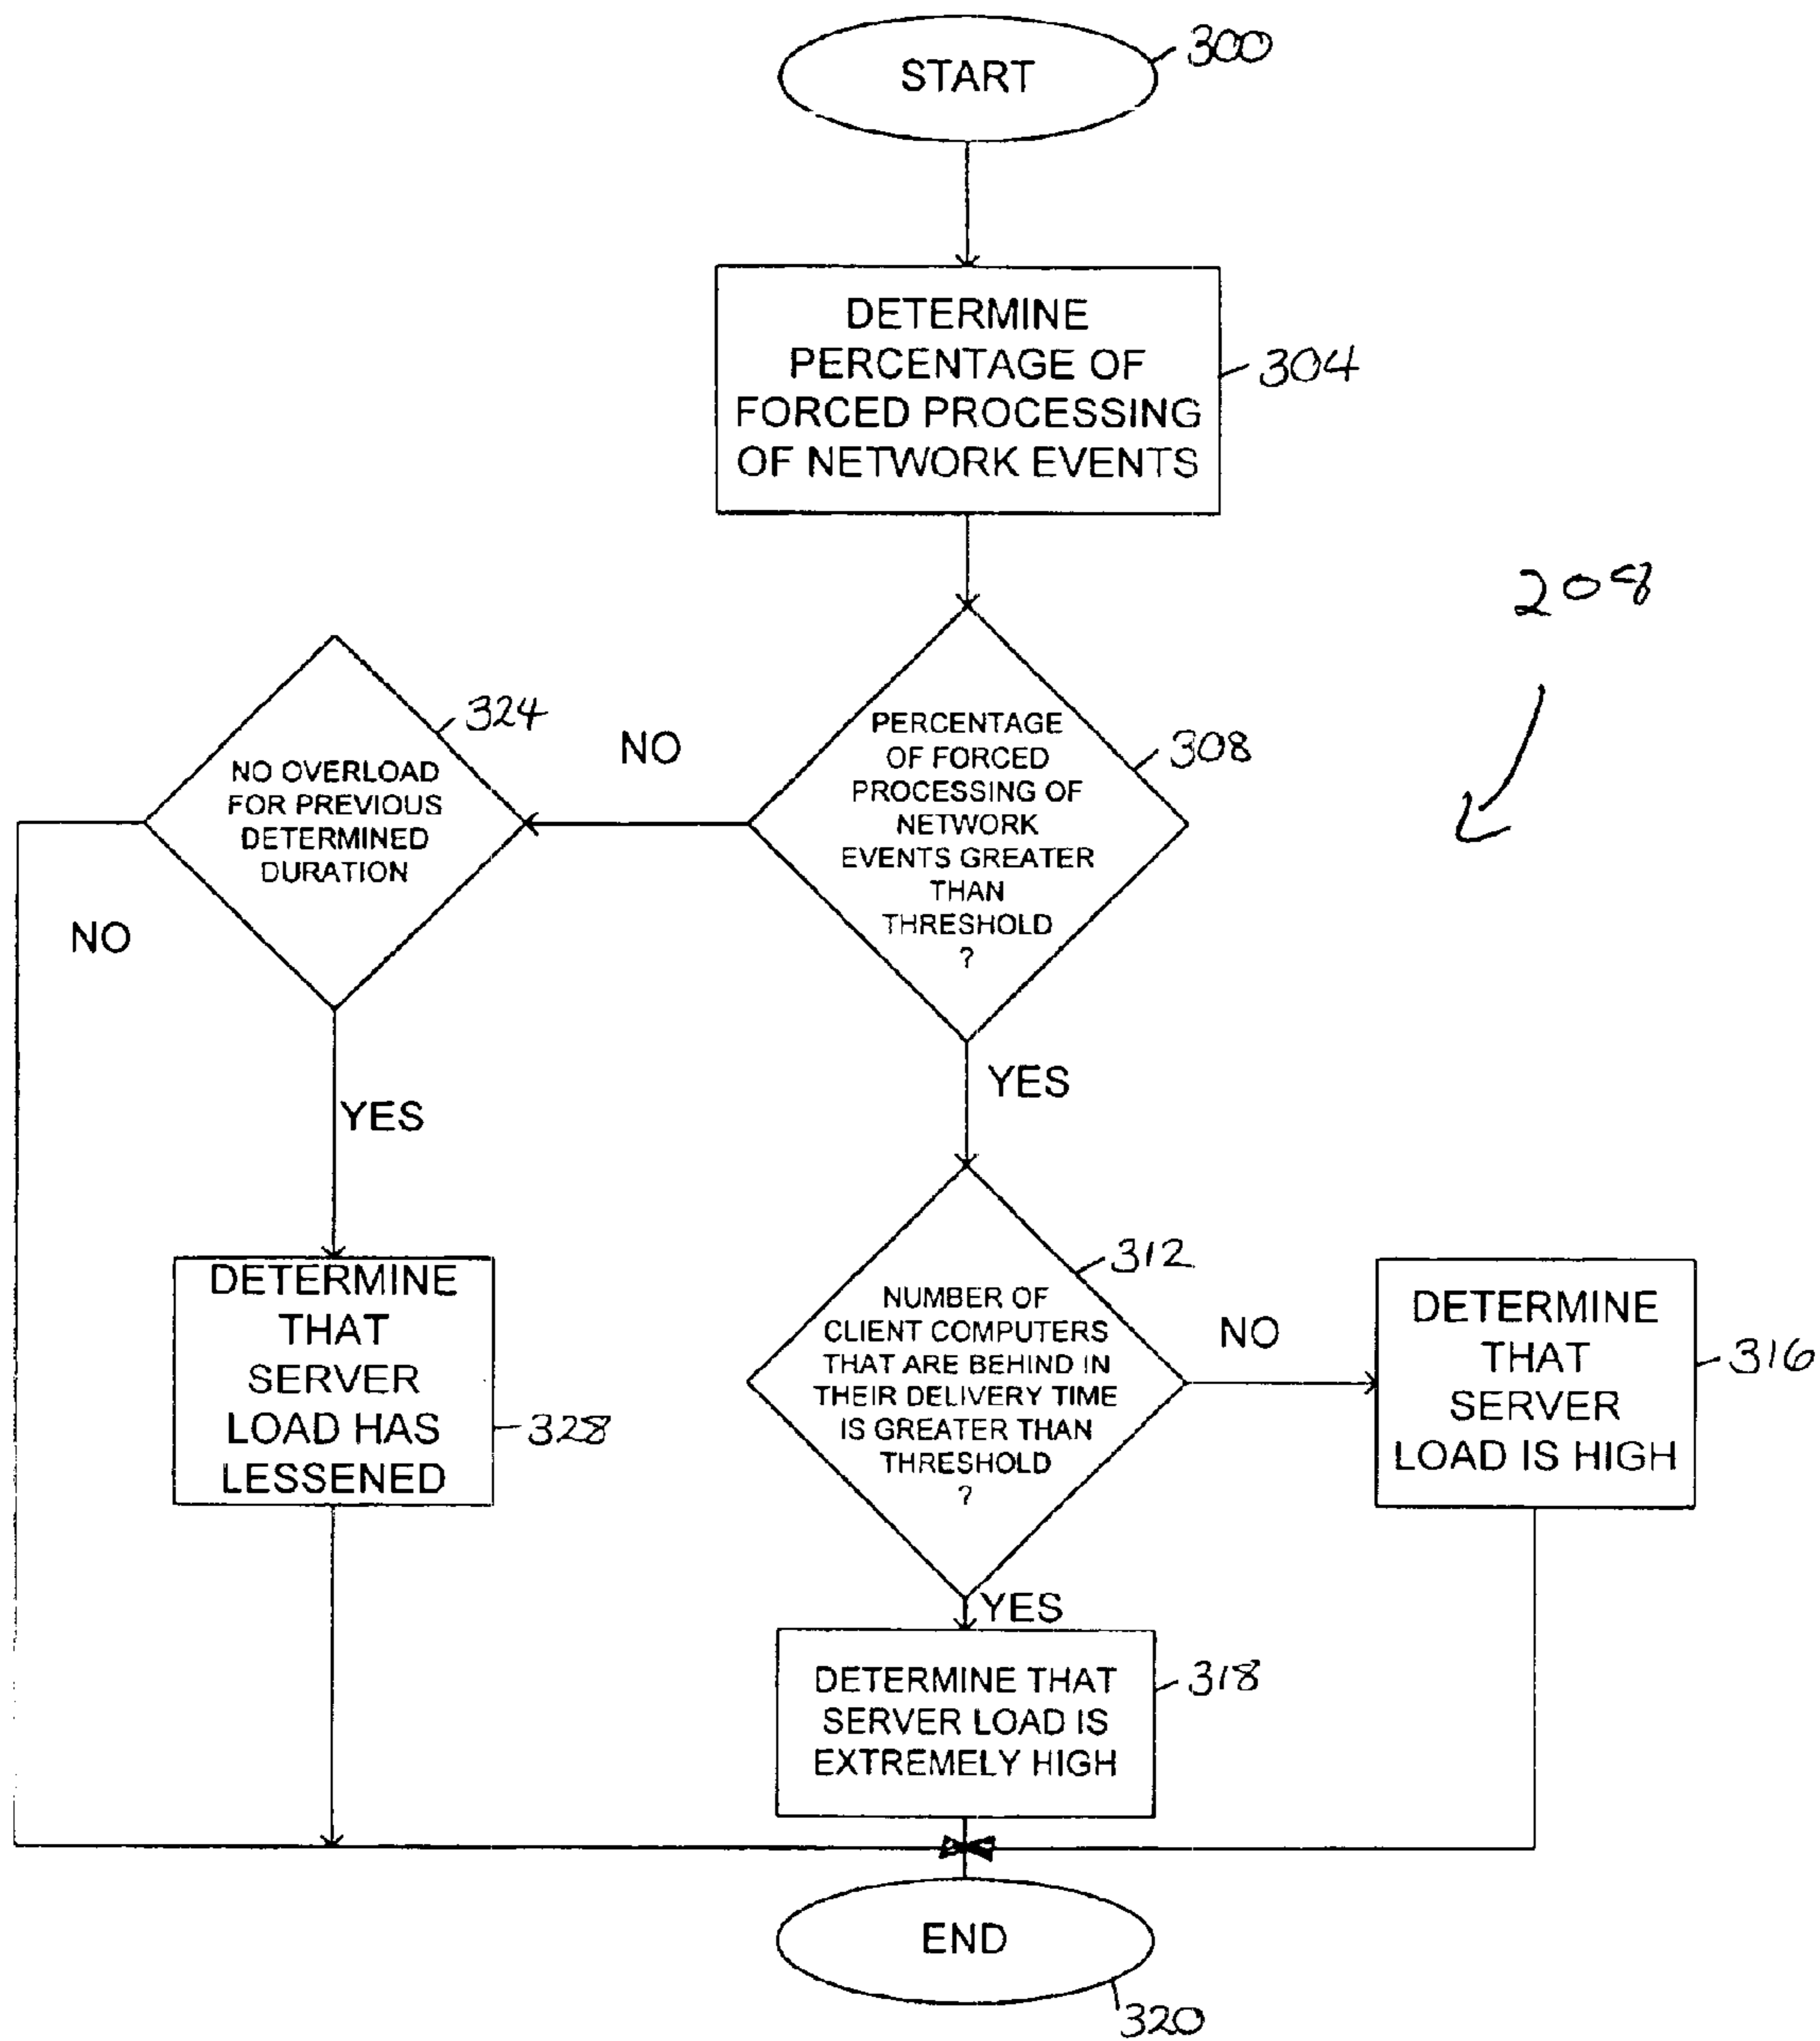 START
300
DETERMINE
PERCENTAGE OF
FORCED PROCESSING
OF NETWORK EVENTS
304
208
324
NO OVERLOAD
FOR PREVIOUS
DETERMINED
DURATION
NO
PERCENTAGE
OF FORCED
PROCESSING OF
NETWORK
EVENTS GREATER
THAN
THRESHOLD
?
308
NO
YES
YES
DETERMINE
THAT
SERVER
LOAD HAS
LESSENED
328
312
NUMBER OF
CLIENT COMPUTERS
THAT ARE BEHIND IN
THEIR DELIVERY TIME
IS GREATER THAN
THRESHOLD
?
NO
DETERMINE
THAT
SERVER
LOAD IS HIGH
316
YES
DETERMINE THAT
SERVER LOAD IS
EXTREMELY HIGH
318
END
320